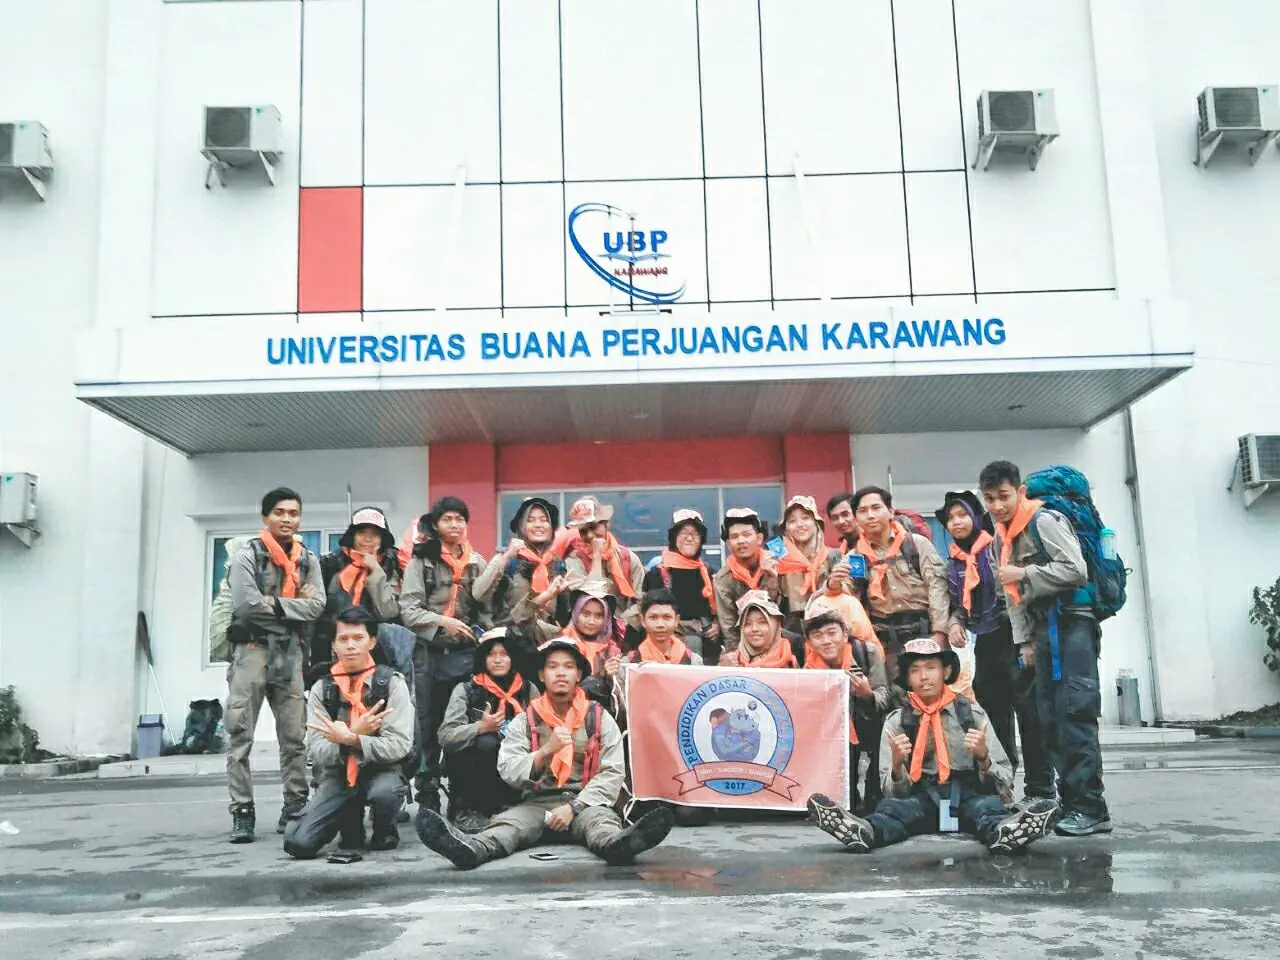 UBP
KARAWANG
UNIVERSITAS BUANA PERJUANGAN KARAWANG
PENDIDIKAN DASAR
2017